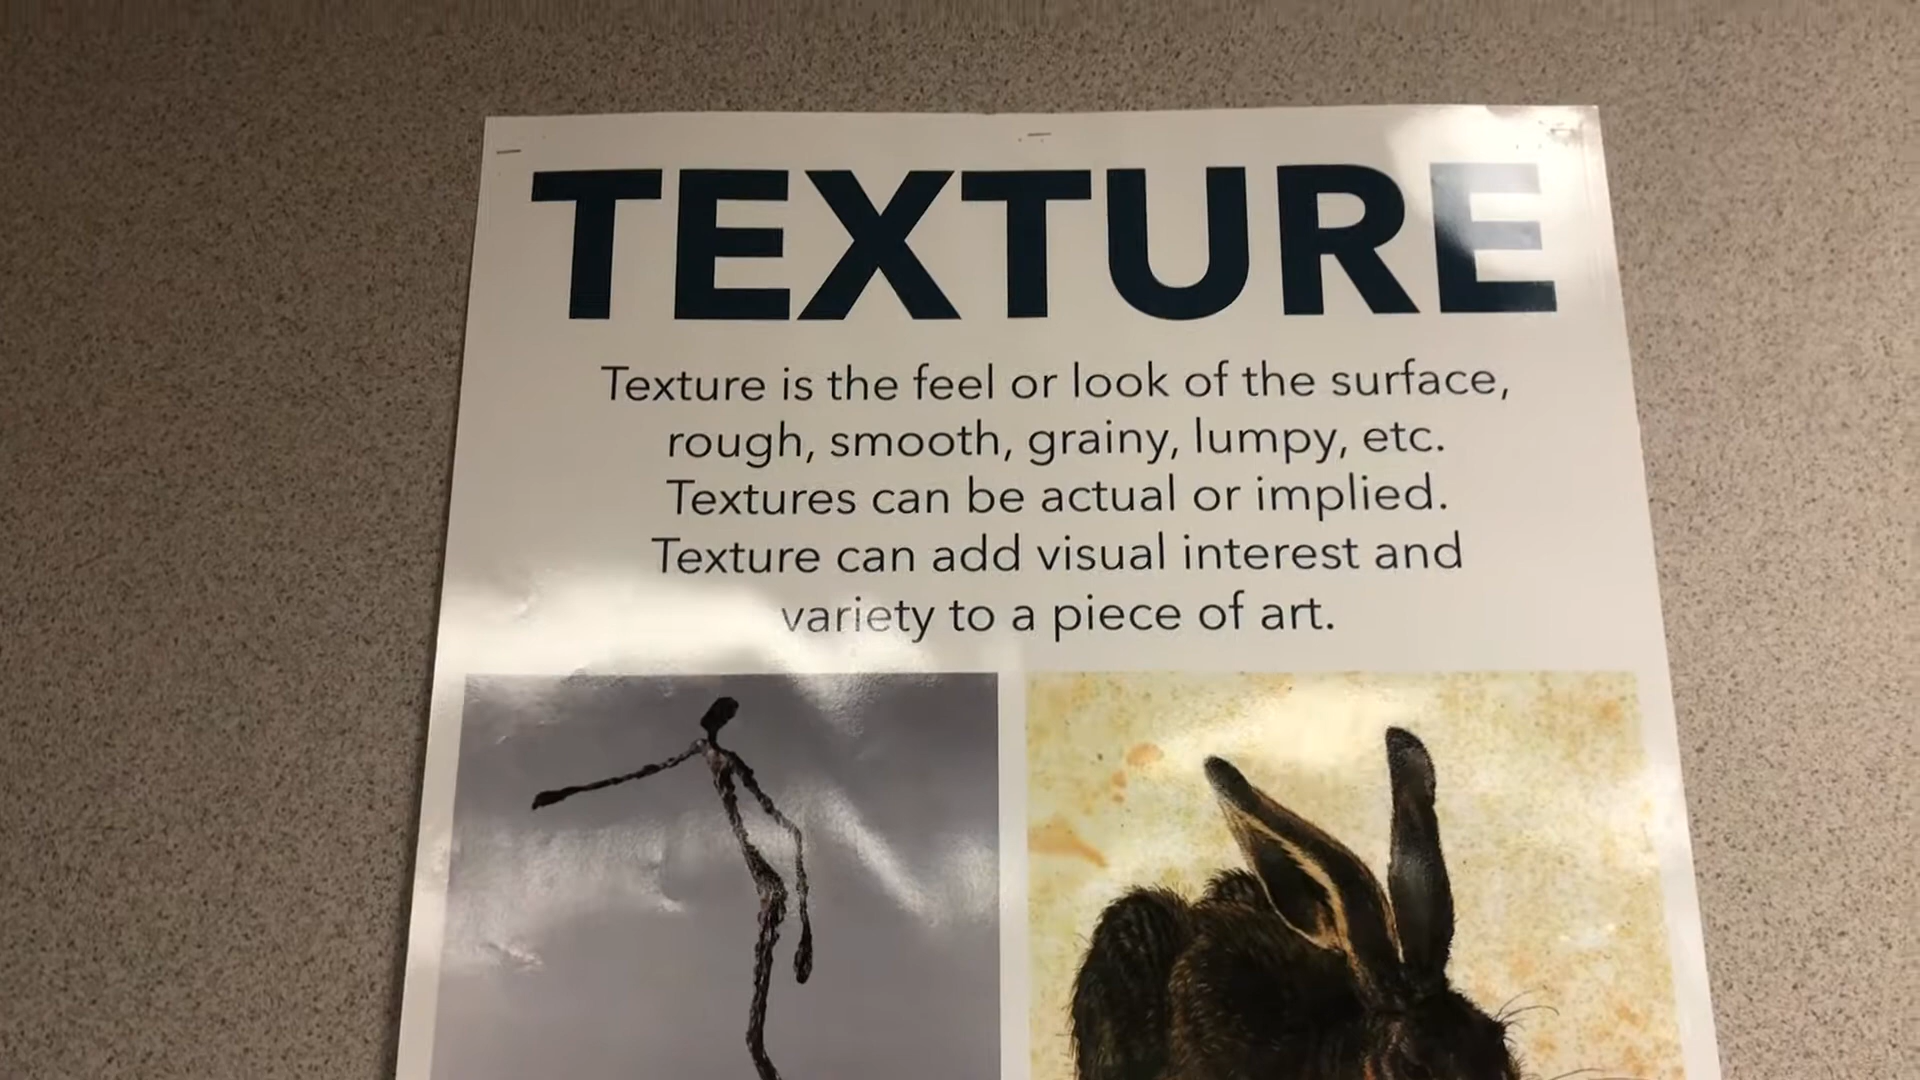 TEXTURE
Texture is the feel or look of the surface,
rough, smooth, grainy, lumpy, etc.
Textures can be actual or implied.
Texture can add visual interest and
variety to a piece of art.